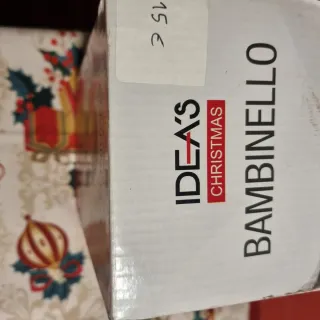 15 €
IDEA'S
CHRISTMAS
BAMBINELLO